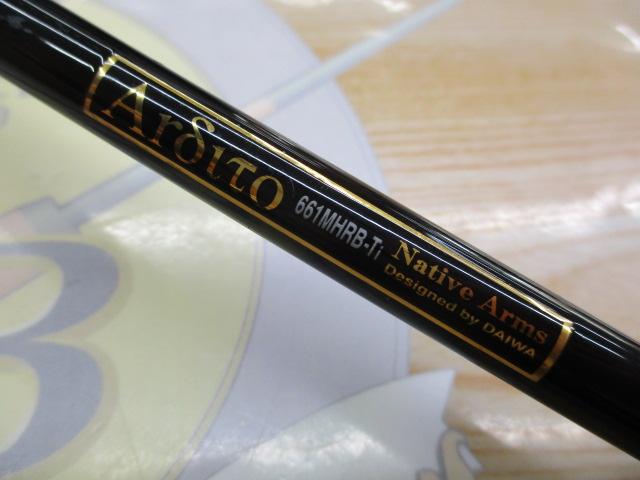 Ardito 661MHRB-Ti Native Arms
Designed by DAIWA